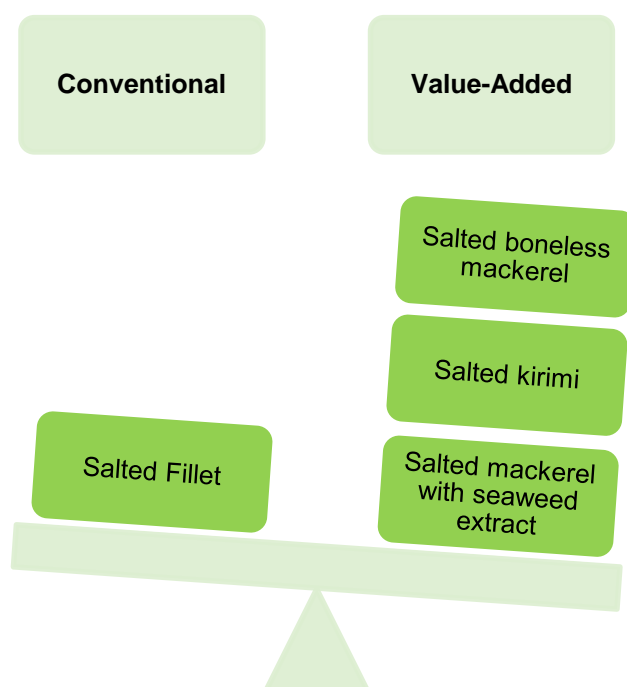 Conventional
Value-Added
Salted boneless
mackerel
Salted kirimi
Salted Fillet
Salted mackerel
with seaweed
extract